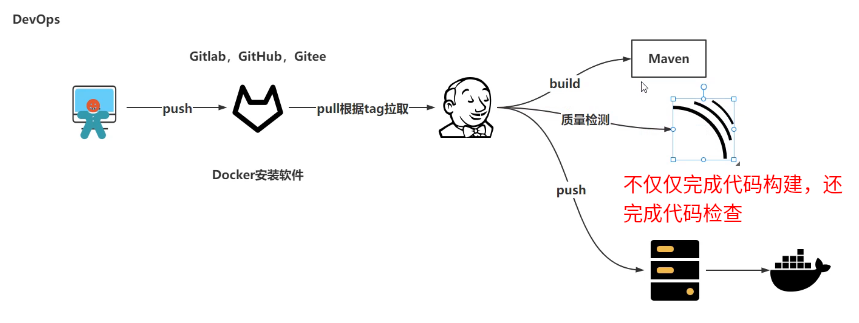 DevOps
Gitlab，GitHub，Gitee
Maven
build
push
pull根据tag拉取
质量检测
Docker安装软件
不仅仅完成代码构建，还
完成代码检查
push